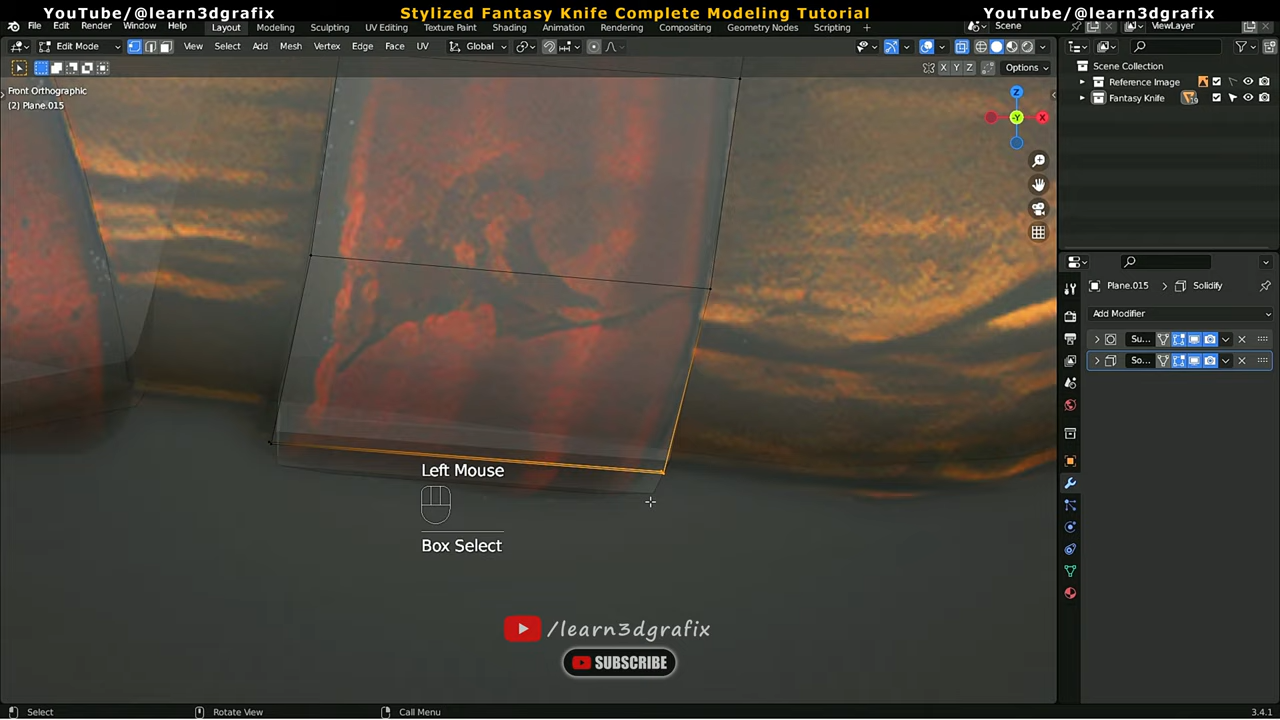 YouTube/@learn3dgrafix
Stylized Fantasy Knife Complete Modeling Tutorial
YouTube/@learn3dgrafix
File Edit Render Window Help Layout Modeling Sculpting UV Editing Texture Paint Shading Animation Rendering Compositing Geometry Nodes Scripting + Scene ViewLayer
Edit Mode View Select Add Mesh Vertex Edge Face UV Global
X Y Z Options
Front Orthographic
(2) Plane.015
Z
-Y
X
Scene Collection
Reference Image
Fantasy Knife
Plane.015 > Solidify
Add Modifier
Su...
So...
Left Mouse
Box Select
/learn3dgrafix
SUBSCRIBE
Select Rotate View Call Menu 3.4.1